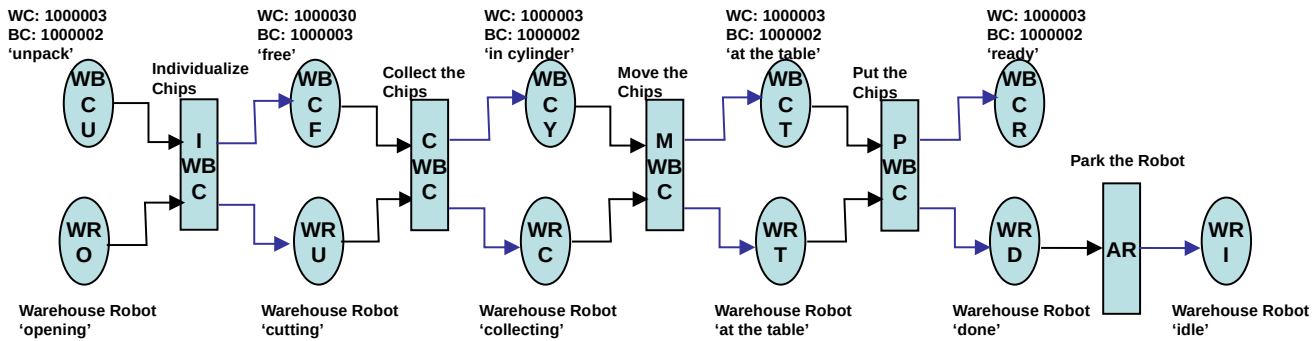 WC: 1000003
BC: 1000002
‘unpack’
WC: 1000030
BC: 1000003
‘free’
WC: 1000003
BC: 1000002
‘in cylinder’
WC: 1000003
BC: 1000002
‘at the table’
WC: 1000003
BC: 1000002
‘ready’
Individualize
Chips
Collect the
Chips
Move the
Chips
Put the
Chips
WB
C
U
WB
C
F
WB
C
Y
WB
C
T
WB
C
R
I
WB
C
C
WB
C
M
WB
C
P
WB
C
Park the Robot
WR
O
WR
U
WR
C
WR
T
WR
D
AR
WR
I
Warehouse Robot
‘opening’
Warehouse Robot
‘cutting’
Warehouse Robot
‘collecting’
Warehouse Robot
‘at the table’
Warehouse Robot
‘done’
Warehouse Robot
‘idle’